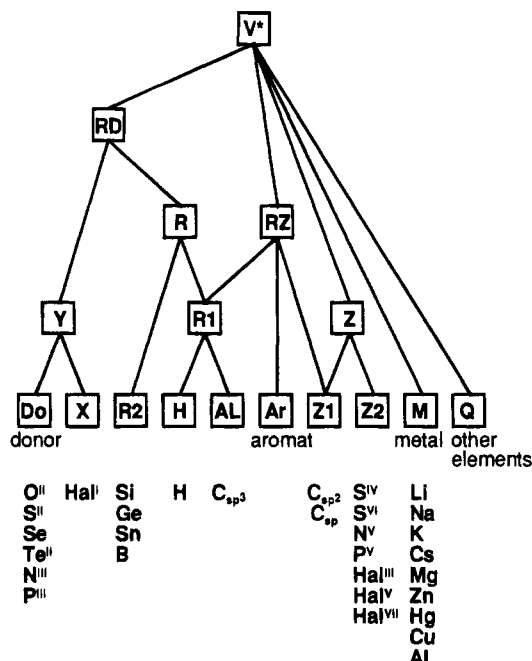 V*
RD
R RZ
Y R1 Z
Do X R2 H AL Ar Z1 Z2 M Q
donor aromat metal other
elements
O^II Hal^I Si H C_sp3 C_sp2 S^IV Li
S^II Ge C_sp S^VI Na
Se Sn N^V K
Te^II B P^V Cs
N^III Hal^III Mg
P^III Hal^V Zn
Hal^VII Hg
Cu
AL